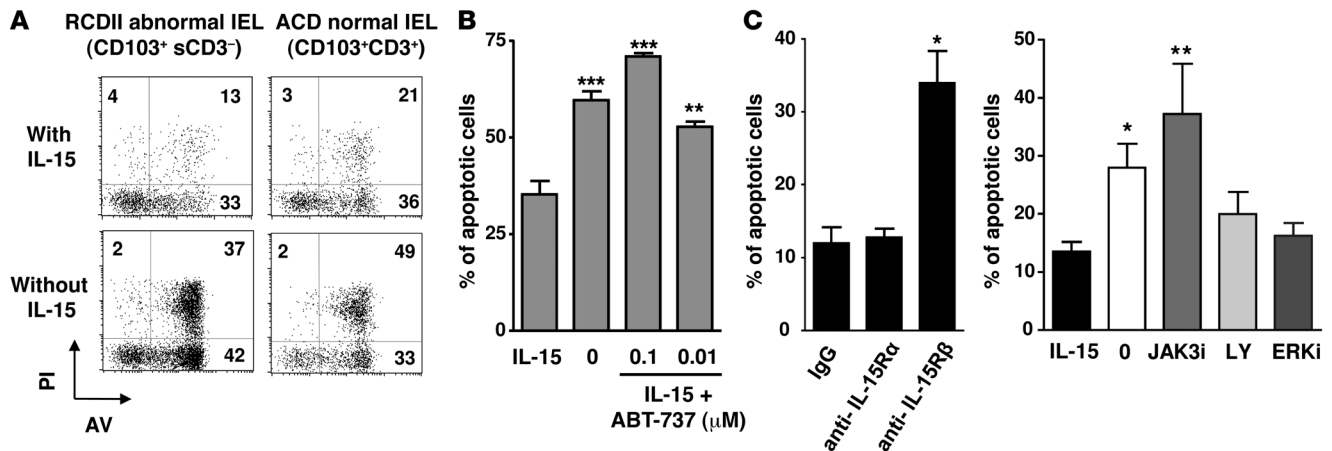 A
RCDII abnormal IEL
(CD103+ sCD3–)
ACD normal IEL
(CD103+CD3+)
With
IL-15
4
13
33
3
21
36
Without
IL-15
2
37
42
2
49
33
PI
AV
B
% of apoptotic cells
75
50
25
0
***
***
**
IL-15
0
0.1
0.01
IL-15 +
ABT-737 (μM)
C
% of apoptotic cells
40
30
20
10
0
*
IgG
anti- IL-15Rα
anti- IL-15Rβ
% of apoptotic cells
50
40
30
20
10
0
*
**
IL-15
0
JAK3i
LY
ERKi